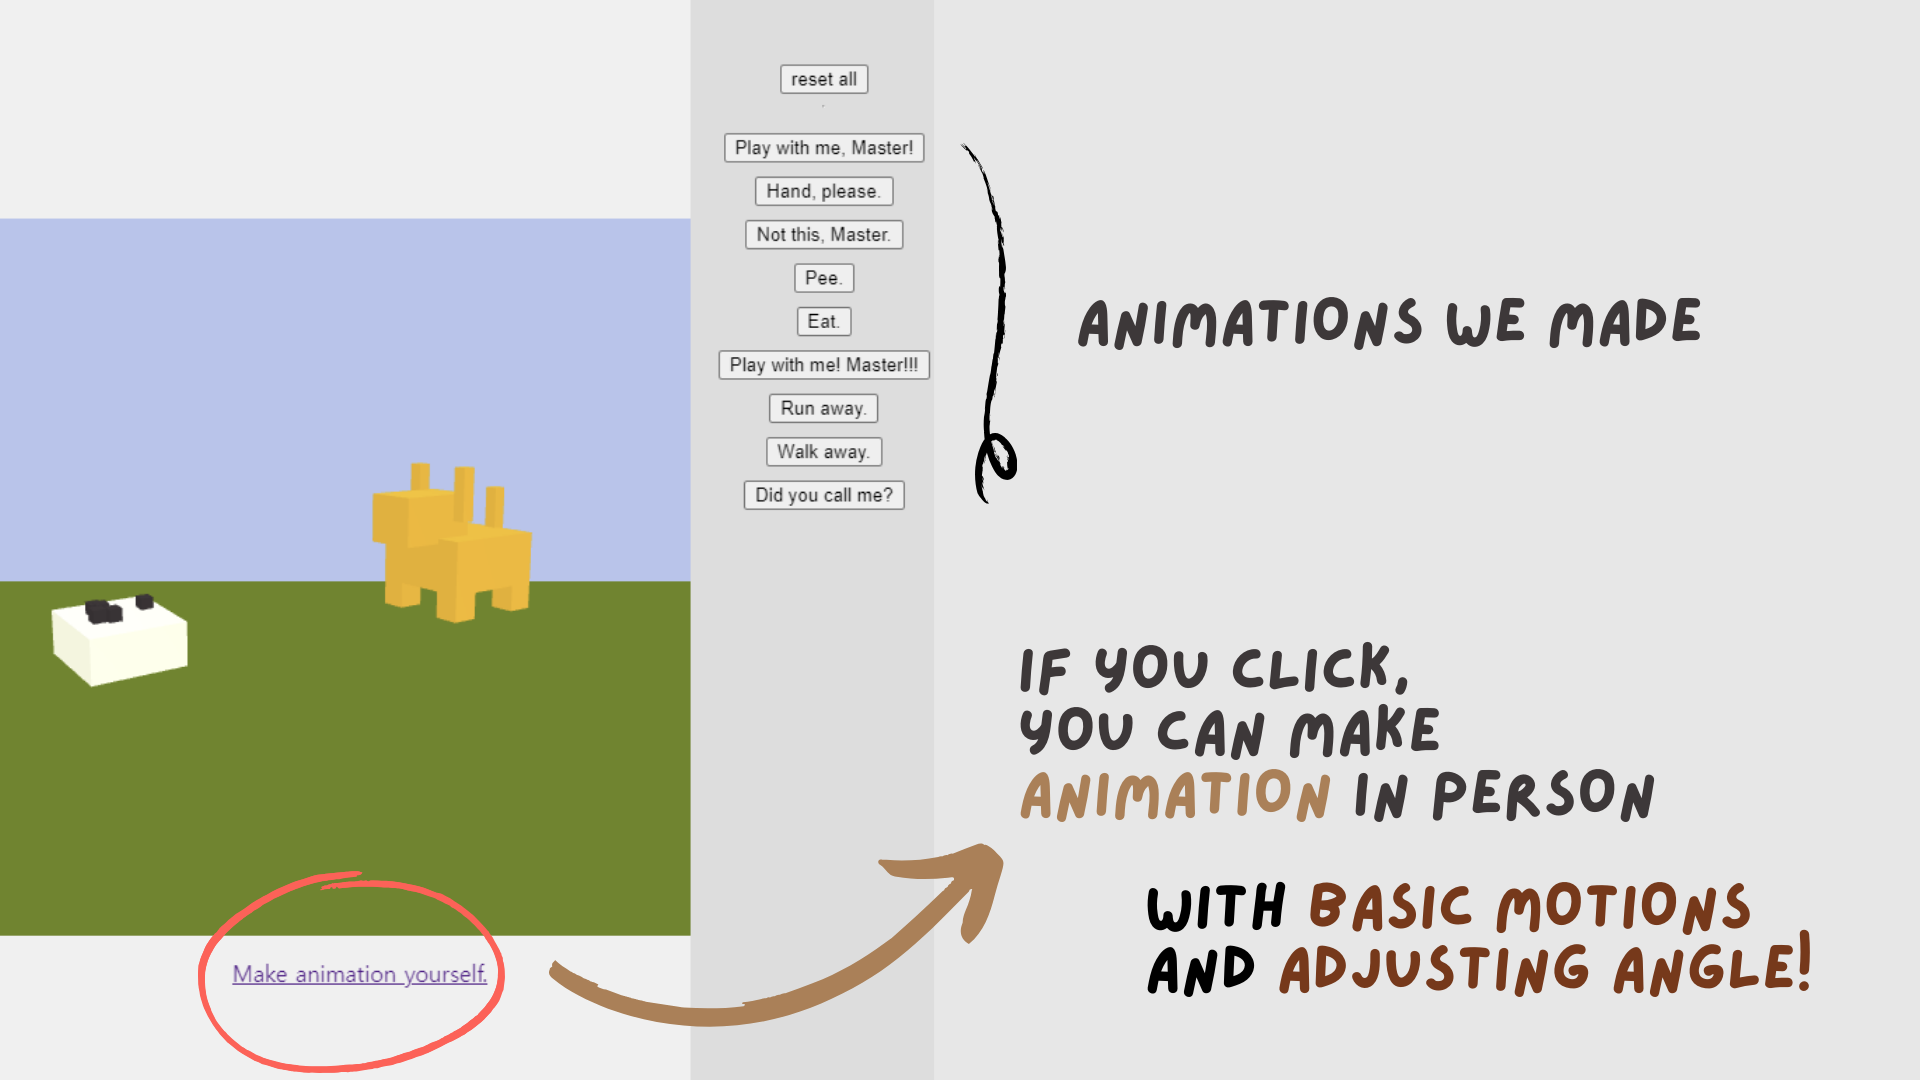 reset all
Play with me, Master!
Hand, please.
Not this, Master.
Pee.
Eat.
Play with me! Master!!!
Run away.
Walk away.
Did you call me?
Make animation yourself.
ANIMATIONS WE MADE
IF YOU CLICK,
YOU CAN MAKE
ANIMATION IN PERSON
WITH BASIC MOTIONS
AND ADJUSTING ANGLE!